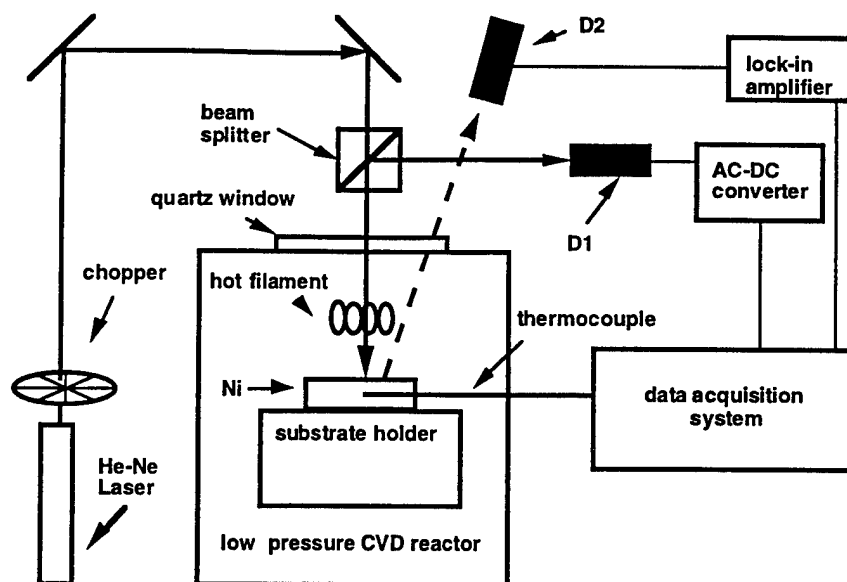 D2
lock-in
amplifier
beam
splitter
AC-DC
converter
quartz window
D1
chopper
hot filament
thermocouple
Ni
data acquisition
system
substrate holder
He-Ne
Laser
low pressure CVD reactor